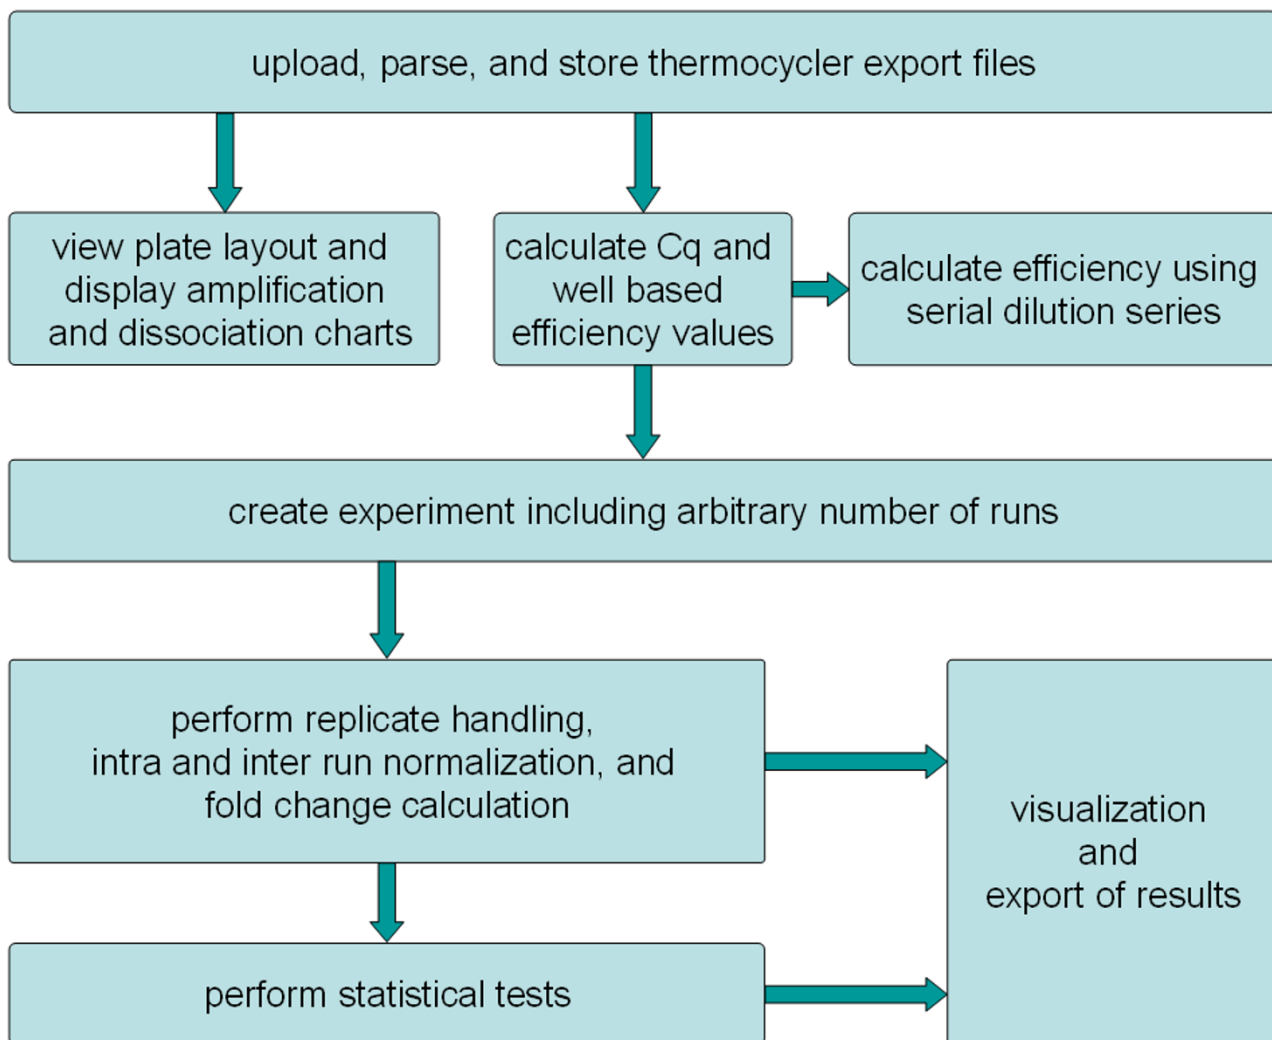 upload, parse, and store thermocycler export files
view plate layout and
display amplification
and dissociation charts
calculate Cq and
well based
efficiency values
calculate efficiency using
serial dilution series
create experiment including arbitrary number of runs
perform replicate handling,
intra and inter run normalization, and
fold change calculation
visualization
and
export of results
perform statistical tests